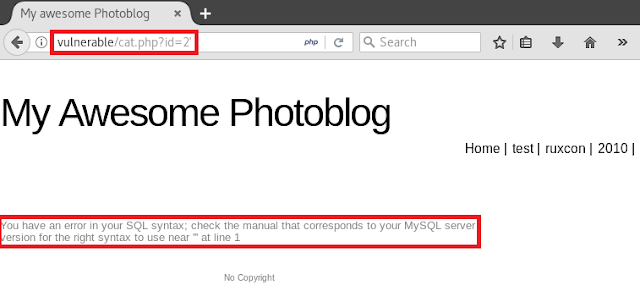 My awesome Photoblog
vulnerable/cat.php?id=2'
php
Search
My Awesome Photoblog
Home | test | ruxcon | 2010 |
You have an error in your SQL syntax; check the manual that corresponds to your MySQL server
version for the right syntax to use near ''' at line 1
No Copyright